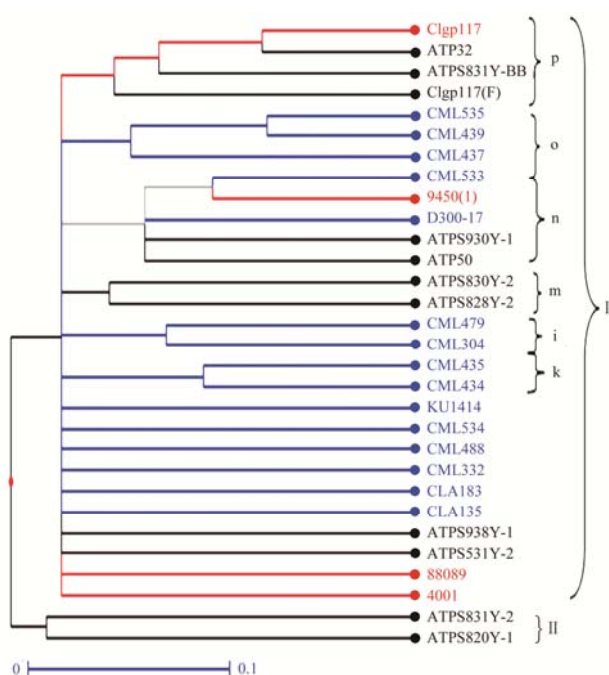 Clgp117
ATP32
ATPS831Y-BB
Clgp117(F)
p
CML535
CML439
CML437
o
CML533
9450(1)
D300-17
ATPS930Y-1
ATP50
n
ATPS830Y-2
ATPS828Y-2
m
I
CML479
CML304
i
CML435
CML434
k
KU1414
CML534
CML488
CML332
CLA183
CLA135
ATPS938Y-1
ATPS531Y-2
88089
4001
ATPS831Y-2
ATPS820Y-1
II
0 0.1